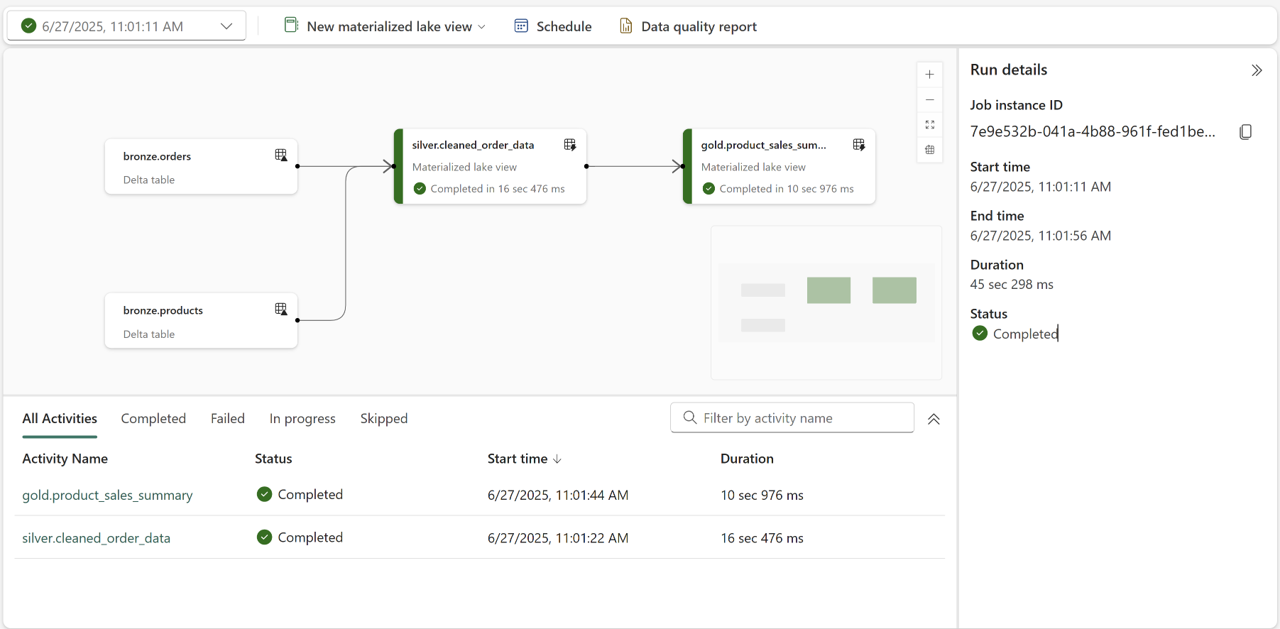 6/27/2025, 11:01:11 AM
New materialized lake view
Schedule
Data quality report
bronze.orders
Delta table
silver.cleaned_order_data
Materialized lake view
Completed in 16 sec 476 ms
gold.product_sales_sum...
Materialized lake view
Completed in 10 sec 976 ms
bronze.products
Delta table
Run details
Job instance ID
7e9e532b-041a-4b88-961f-fed1be...
Start time
6/27/2025, 11:01:11 AM
End time
6/27/2025, 11:01:56 AM
Duration
45 sec 298 ms
Status
Completed
All Activities Completed Failed In progress Skipped
Filter by activity name
Activity Name Status Start time Duration
gold.product_sales_summary Completed 6/27/2025, 11:01:44 AM 10 sec 976 ms
silver.cleaned_order_data Completed 6/27/2025, 11:01:22 AM 16 sec 476 ms